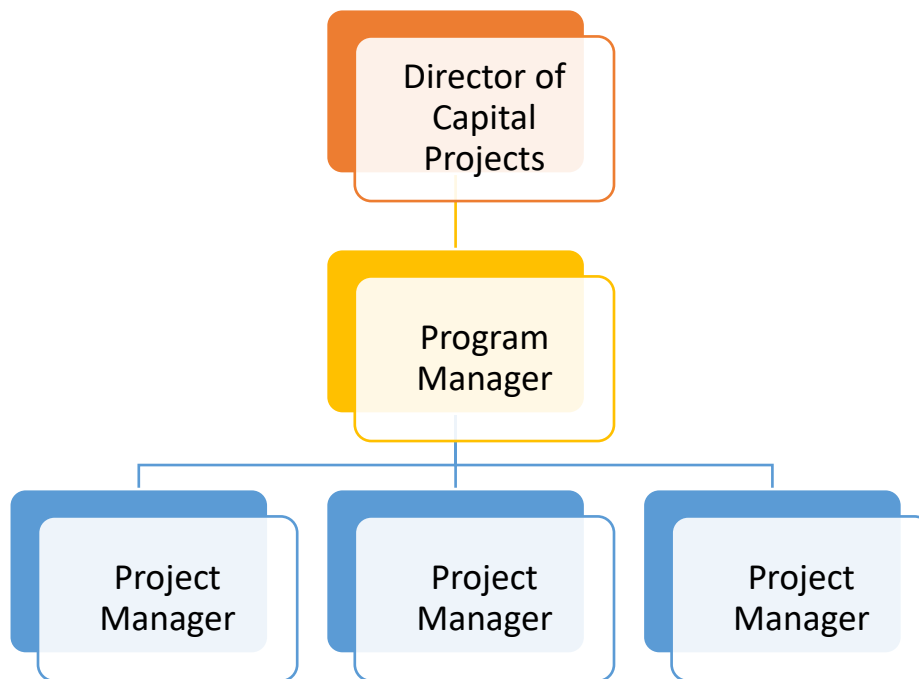 Director of
Capital
Projects
Program
Manager
Project
Manager
Project
Manager
Project
Manager